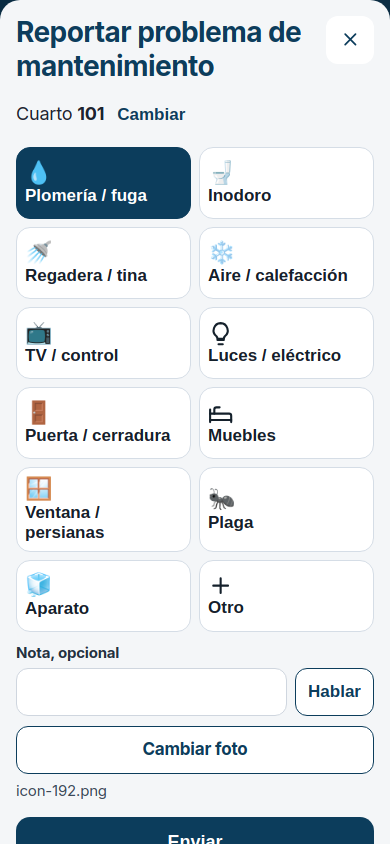 Reportar problema de
mantenimiento
Cuarto 101 Cambiar
Plomería / fuga
Inodoro
Regadera / tina
Aire / calefacción
TV / control
Luces / eléctrico
Puerta / cerradura
Muebles
Ventana /
persianas
Plaga
Aparato
Otro
Nota, opcional
Hablar
Cambiar foto
icon-192.png
Enviar